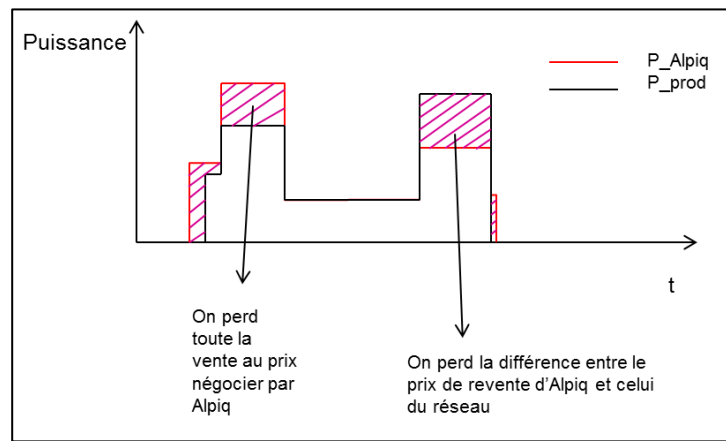 Puissance
P_Alpiq
P_prod
t
On perd
toute la
vente au prix
négocier par
Alpiq
On perd la différence entre le
prix de revente d'Alpiq et celui
du réseau